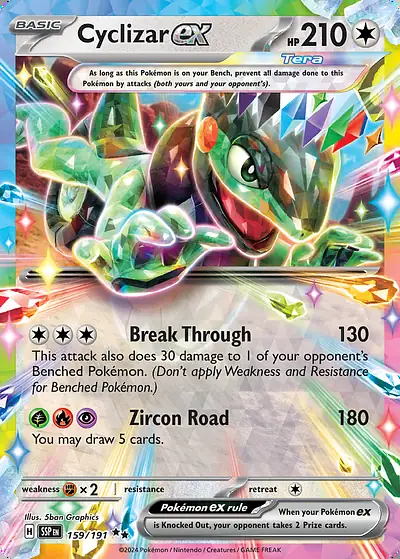 BASIC
Cyclizar ex
HP 210
Tera
As long as this Pokémon is on your Bench, prevent all damage done to this
Pokémon by attacks (both yours and your opponent's).
Break Through 130
This attack also does 30 damage to 1 of your opponent's
Benched Pokémon. (Don't apply Weakness and Resistance
for Benched Pokémon.)
Zircon Road 180
You may draw 5 cards.
weakness × 2 resistance retreat
Illus. 5ban Graphics
Pokémon ex rule
When your Pokémon ex
is Knocked Out, your opponent takes 2 Prize cards.
H SSP EN 159/191
©2024 Pokémon / Nintendo / Creatures / GAME FREAK